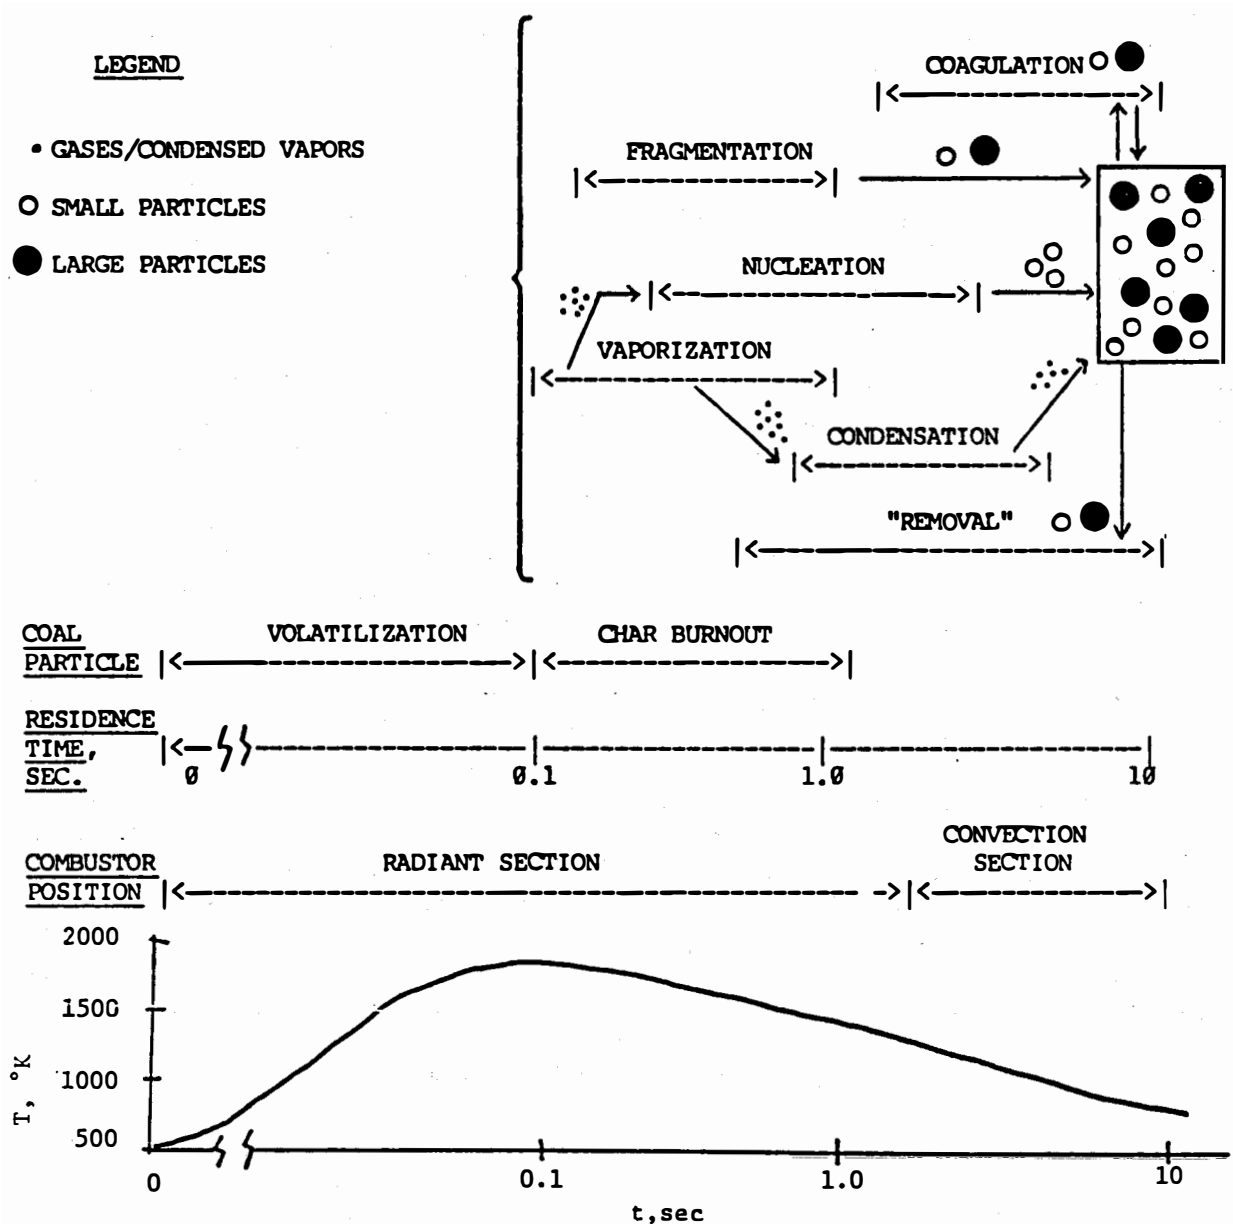 LEGEND
• GASES/CONDENSED VAPORS
SMALL PARTICLES
LARGE PARTICLES
COAGULATION
FRAGMENTATION
NUCLEATION
VAPORIZATION
CONDENSATION
"REMOVAL"
COAL PARTICLE
VOLATILIZATION
CHAR BURNOUT
RESIDENCE TIME, SEC.
0
0.1
1.0
10
COMBUSTOR POSITION
RADIANT SECTION
CONVECTION SECTION
2000
1500
1000
500
T, °K
0
0.1
1.0
10
t,sec